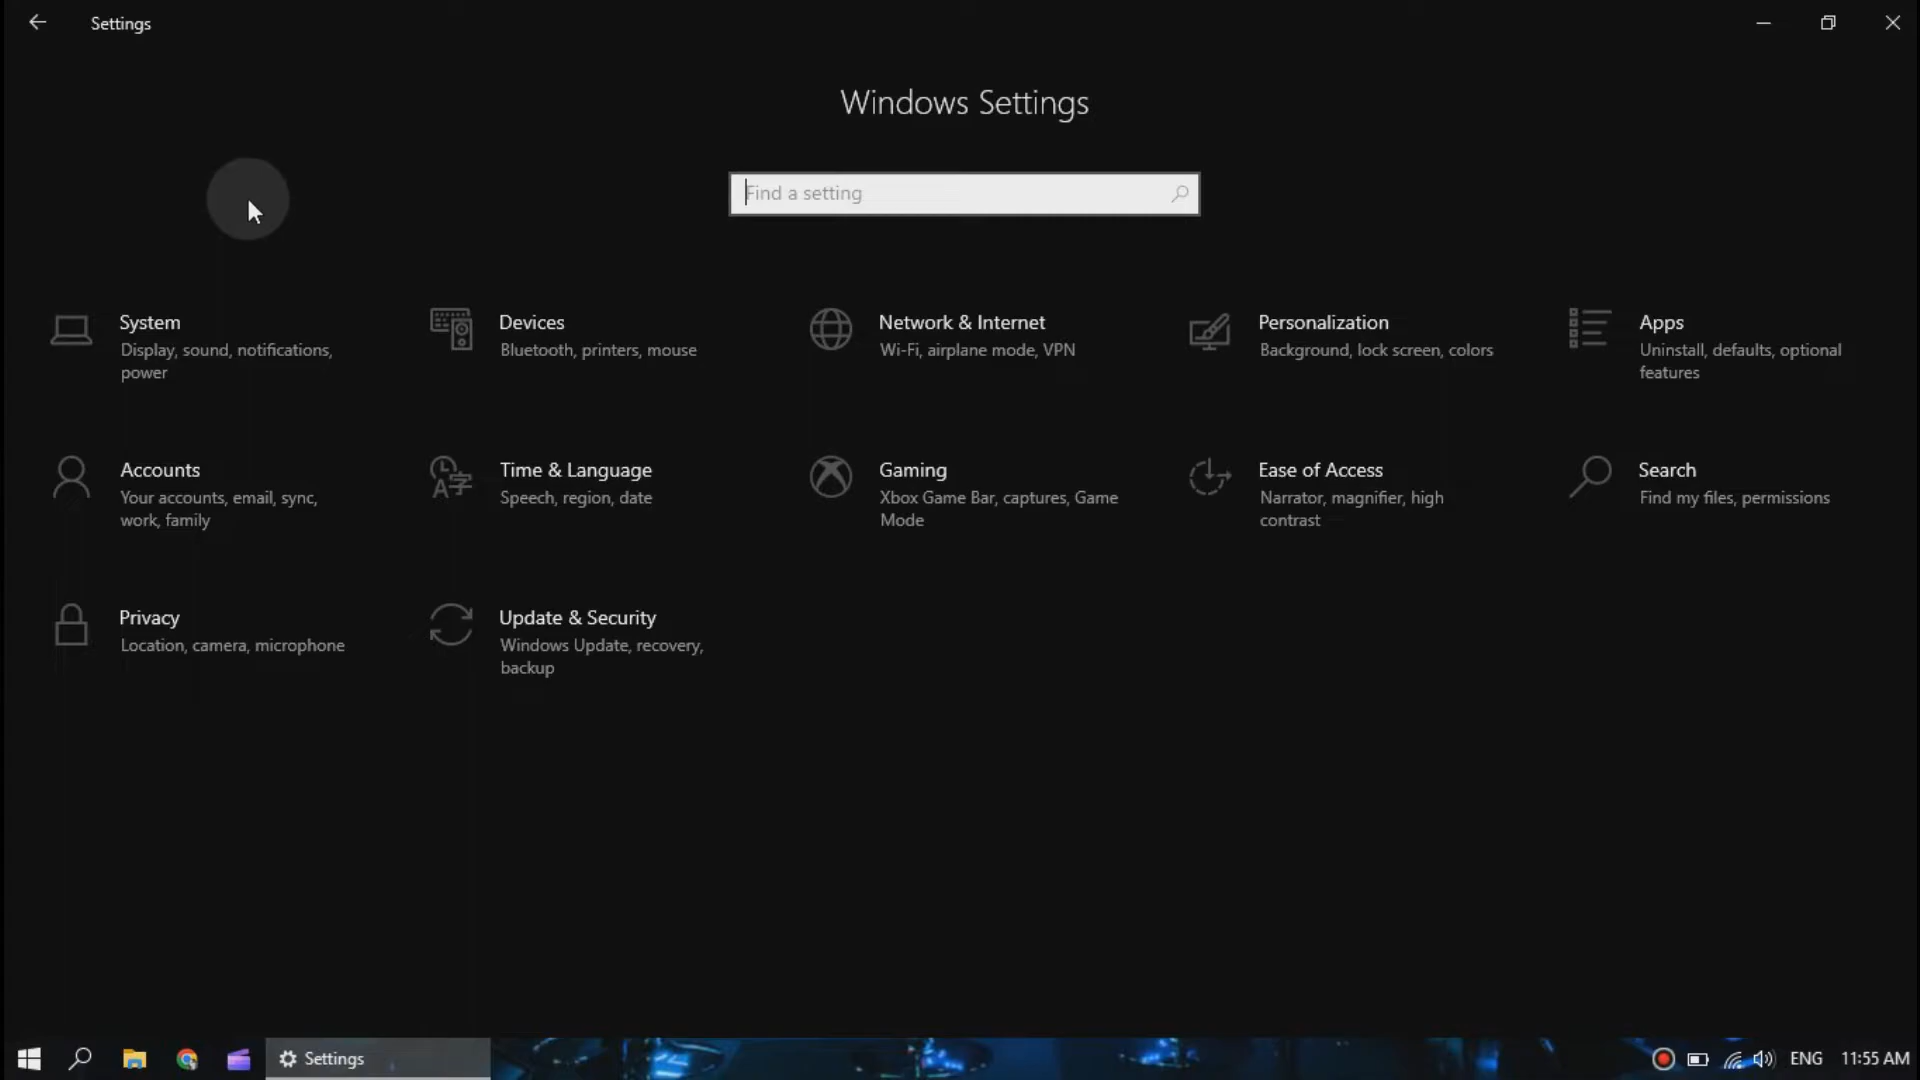 Settings
Windows Settings
Find a setting
System
Display, sound, notifications,
power
Devices
Bluetooth, printers, mouse
Network & Internet
Wi-Fi, airplane mode, VPN
Personalization
Background, lock screen, colors
Apps
Uninstall, defaults, optional
features
Accounts
Your accounts, email, sync,
work, family
Time & Language
Speech, region, date
Gaming
Xbox Game Bar, captures, Game
Mode
Ease of Access
Narrator, magnifier, high
contrast
Search
Find my files, permissions
Privacy
Location, camera, microphone
Update & Security
Windows Update, recovery,
backup
Settings
ENG
11:55 AM